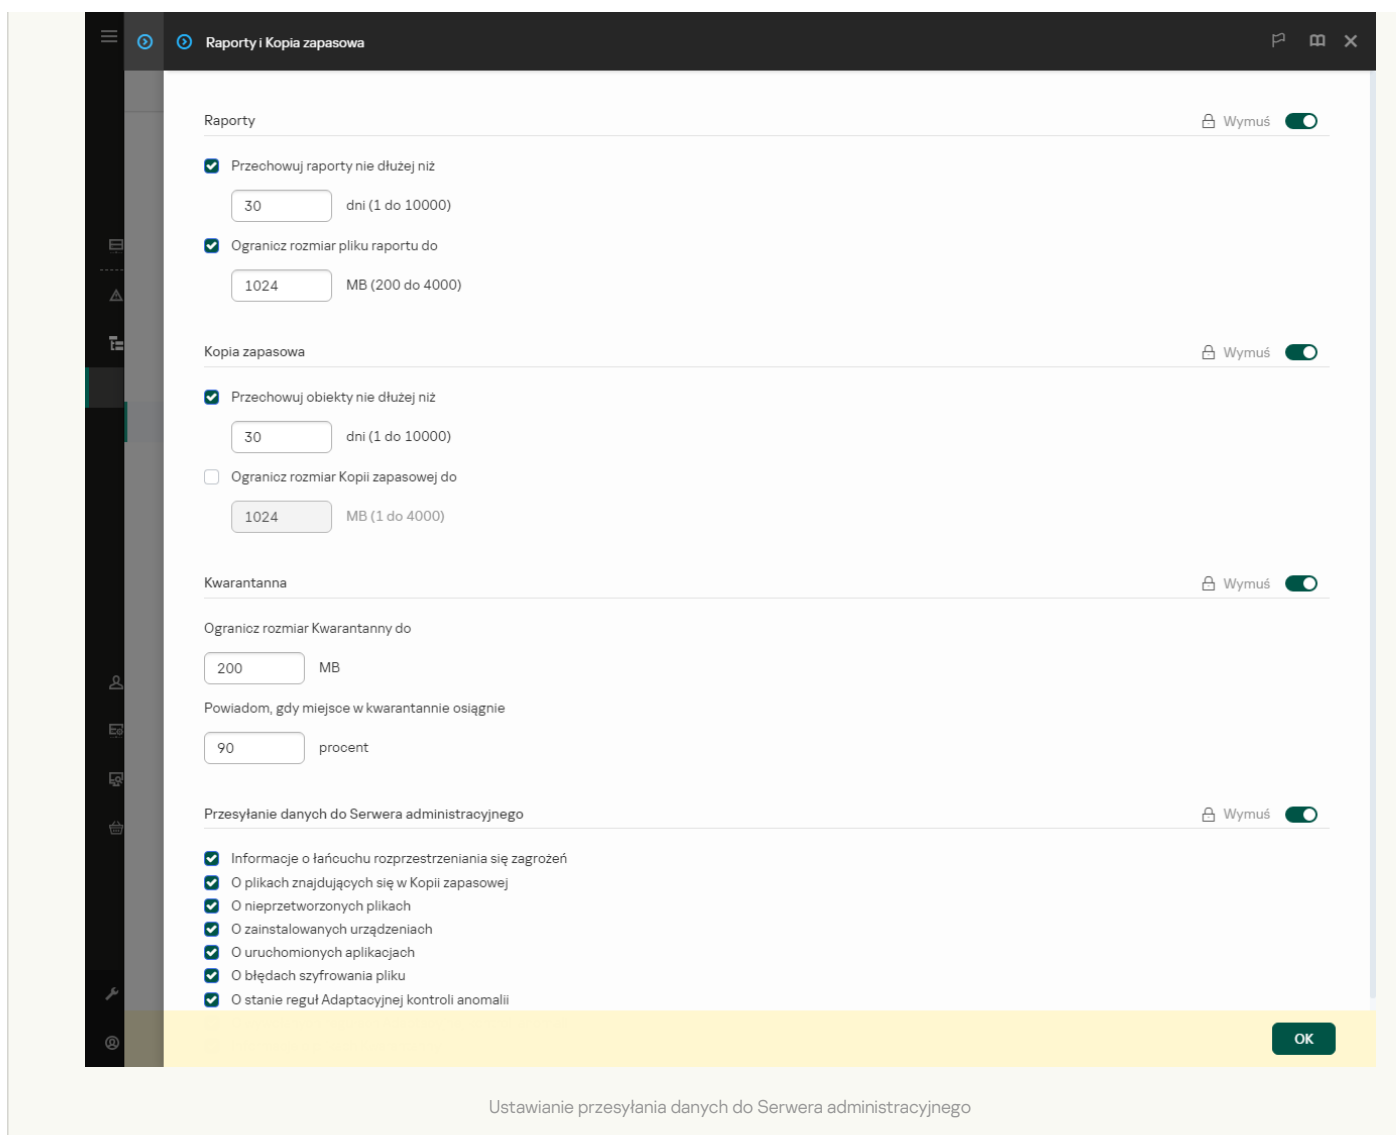 Raporty i Kopia zapasowa
Raporty
Wymuś
Przechowuj raporty nie dłużej niż
30 dni (1 do 10000)
Ogranicz rozmiar pliku raportu do
1024 MB (200 do 4000)
Kopia zapasowa
Wymuś
Przechowuj obiekty nie dłużej niż
30 dni (1 do 10000)
Ogranicz rozmiar Kopii zapasowej do
1024 MB (1 do 4000)
Kwarantanna
Wymuś
Ogranicz rozmiar Kwarantanny do
200 MB
Powiadom, gdy miejsce w kwarantannie osiągnie
90 procent
Przesyłanie danych do Serwera administracyjnego
Wymuś
Informacje o łańcuchu rozprzestrzeniania się zagrożeń
O plikach znajdujących się w Kopii zapasowej
O nieprzetworzonych plikach
O zainstalowanych urządzeniach
O uruchomionych aplikacjach
O błędach szyfrowania pliku
O stanie reguł Adaptacyjnej kontroli anomalii
OK
Ustawianie przesyłania danych do Serwera administracyjnego